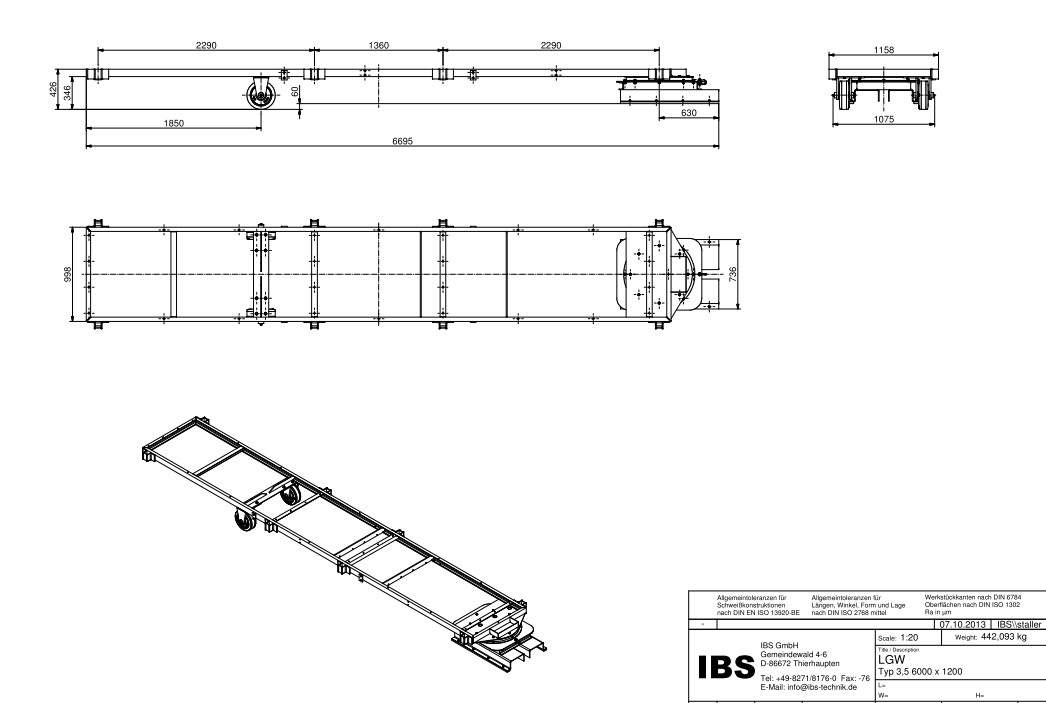 2290
1360
2290
1158
426
346
60
1850
630
1075
6695
998
736
Allgemeintoleranzen für
Schweißkonstruktionen
nach DIN EN ISO 13920-BE
Allgemeintoleranzen für
Längen, Winkel, Form und Lage
nach DIN ISO 2768 mittel
Werkstückkanten nach DIN 6784
Oberflächen nach DIN ISO 1302
Ra in µm
-
07.10.2013
IBS\\staller
IBS
IBS GmbH
Gemeindewald 4-6
D-86672 Thierhaupten
Tel: +49-8271/8176-0 Fax: -76
E-Mail: info@ibs-technik.de
Scale: 1:20
Weight: 442,093 kg
Title / Description
LGW
Typ 3,5 6000 x 1200
L=
W=
H=